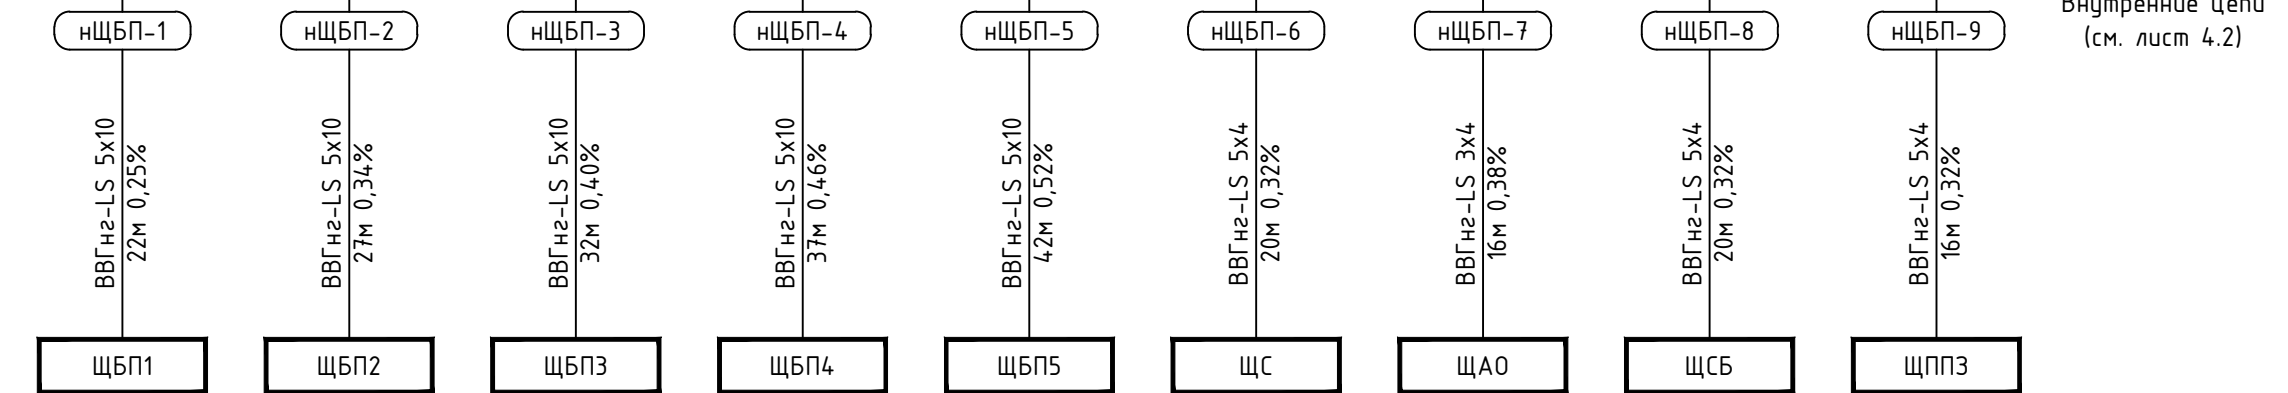 нЩБП-1
нЩБП-2
нЩБП-3
нЩБП-4
нЩБП-5
нЩБП-6
нЩБП-7
нЩБП-8
нЩБП-9
Внутренние цепи
(см. лист 4.2)
ВВГнг-LS 5х10
22м 0,25%
ВВГнг-LS 5х10
27м 0,34%
ВВГнг-LS 5х10
32м 0,40%
ВВГнг-LS 5х10
37м 0,46%
ВВГнг-LS 5х10
42м 0,52%
ВВГнг-LS 5х4
20м 0,32%
ВВГнг-LS 3х4
16м 0,38%
ВВГнг-LS 5х4
20м 0,32%
ВВГнг-LS 5х4
16м 0,32%
ЩБП1
ЩБП2
ЩБП3
ЩБП4
ЩБП5
ЩС
ЩАО
ЩСБ
ЩППЗ